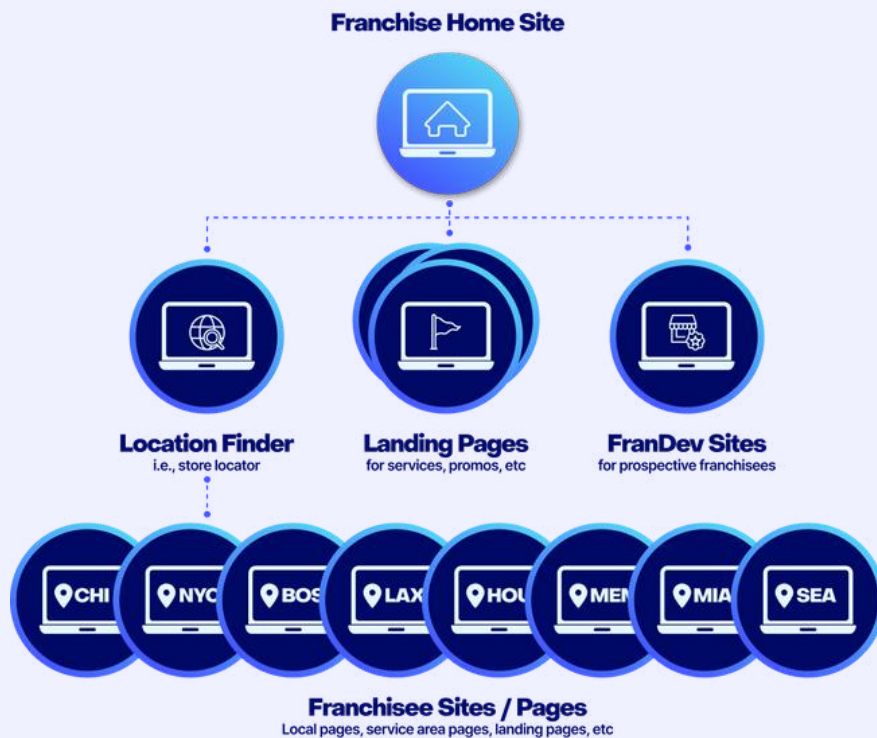 Franchise Home Site
Location Finder
i.e., store locator
Landing Pages
for services, promos, etc
FranDev Sites
for prospective franchisees
CHI
NYC
BOS
LAX
HOU
MEM
MIA
SEA
Franchisee Sites / Pages
Local pages, service area pages, landing pages, etc